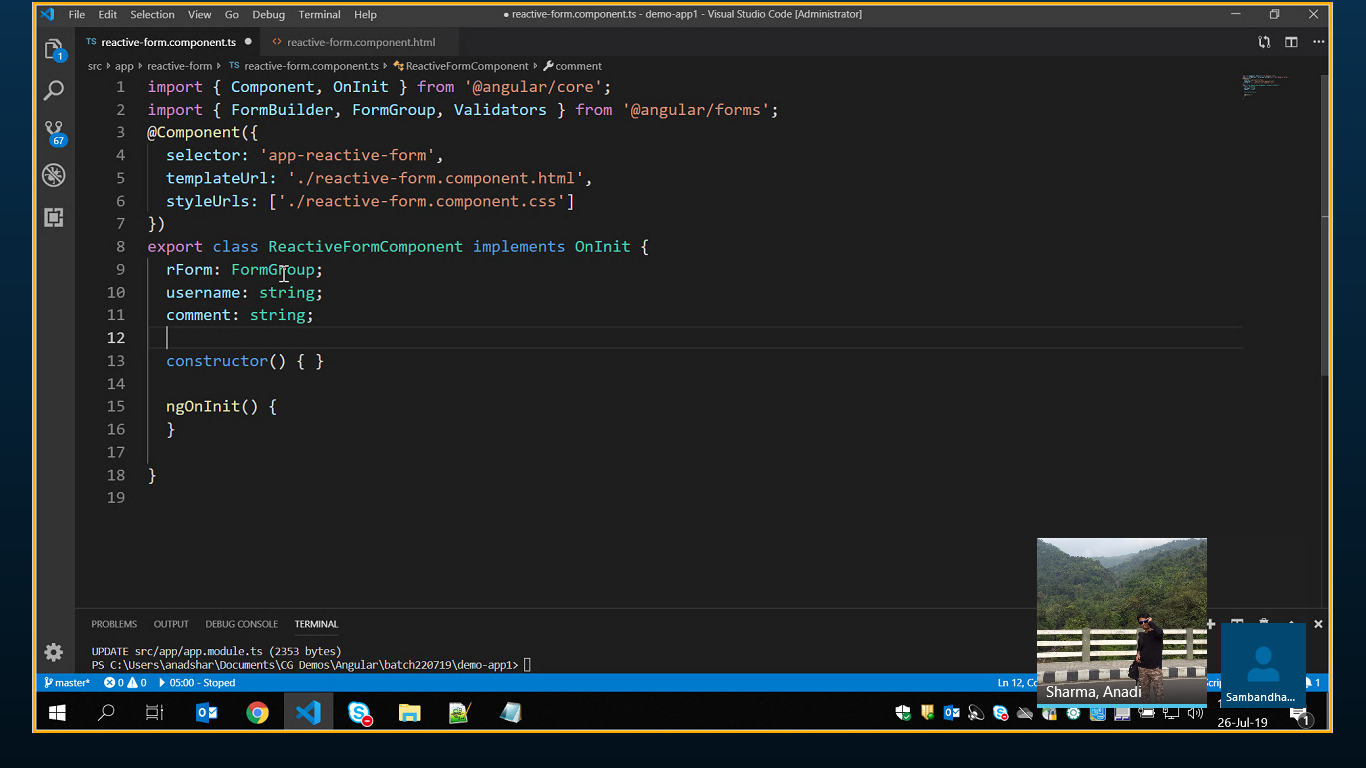 File Edit Selection View Go Debug Terminal Help
● reactive-form.component.ts - demo-app1 - Visual Studio Code [Administrator]
TS reactive-form.component.ts ●
<> reactive-form.component.html
src › app › reactive-form › TS reactive-form.component.ts › ReactiveFormComponent › comment
1 import { Component, OnInit } from '@angular/core';
2 import { FormBuilder, FormGroup, Validators } from '@angular/forms';
3 @Component({
4 selector: 'app-reactive-form',
5 templateUrl: './reactive-form.component.html',
6 styleUrls: ['./reactive-form.component.css']
7 })
8 export class ReactiveFormComponent implements OnInit {
9 rForm: FormGroup;
10 username: string;
11 comment: string;
12
13 constructor() { }
14
15 ngOnInit() {
16 }
17
18 }
19
1
67
PROBLEMS OUTPUT DEBUG CONSOLE TERMINAL
UPDATE src/app/app.module.ts (2353 bytes)
PS C:\Users\anadshar\Documents\CG Demos\Angular\batch220719\demo-app1>
master* 0 0 05:00 - Stoped
Ln 12, Co
1
Sharma, Anadi
Sambandha...
26-Jul-19
1